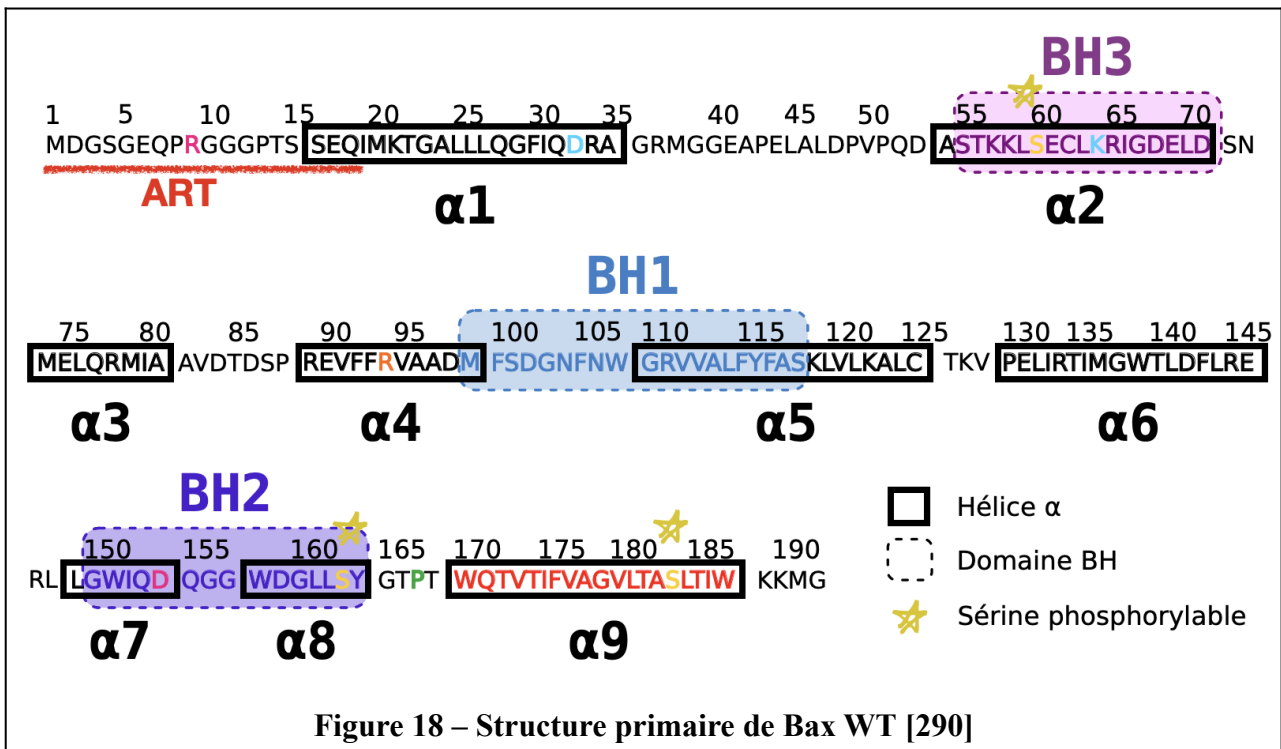 BH3
1 5 10 15 20 25 30 35 40 45 50 55 60 65 70
MDGSGEQPRGGGPTS SEQIMKTGALLLQGFIQDRA GRMGGEAPELALDPVPQD ASTKKLSECLKRIGDELD SN
ART α1 α2
BH1
75 80 85 90 95 100 105 110 115 120 125 130 135 140 145
MELQRMIA AVDTDSP REVFFRVAADM FSDGNFNW GRVVALFYFASKLVLKALC TKV PELIRTIMGWTLDFLRE
α3 α4 α5 α6
BH2
150 155 160 165 170 175 180 185 190
RL LGWIQD QGG WDGLLSY GTPT WQTVTIFVAGVLTASLTIW KKMG
α7 α8 α9
Hélice α
Domaine BH
Sérine phosphorylable
Figure 18 – Structure primaire de Bax WT [290]